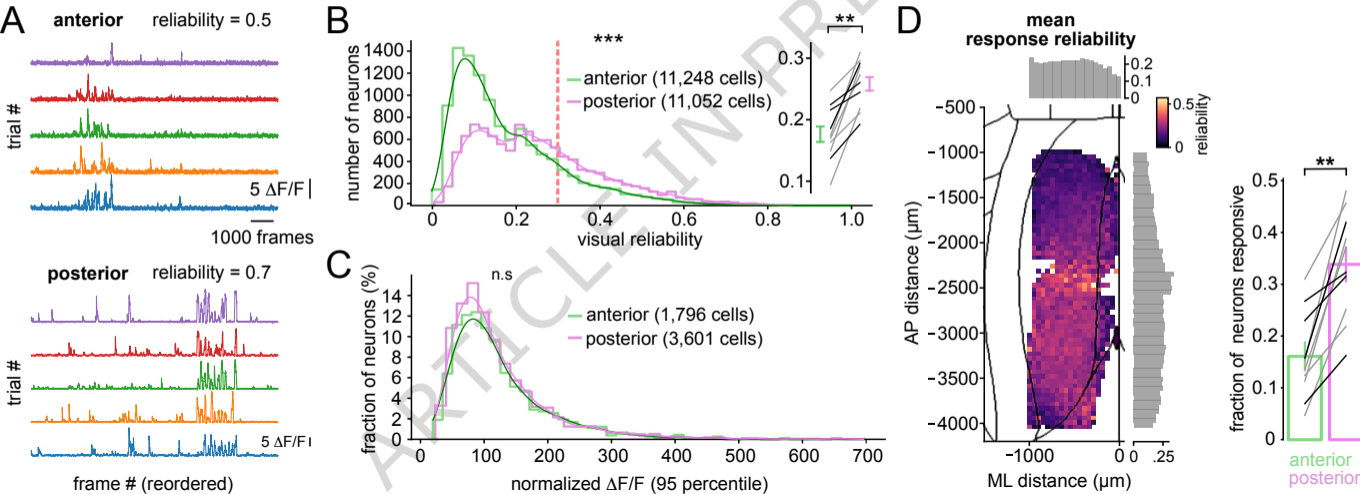 A
anterior reliability = 0.5
trial #
5 ΔF/F
1000 frames
posterior reliability = 0.7
trial #
5 ΔF/F
frame # (reordered)
B
number of neurons
1400
1200
1000
800
600
400
200
0
***
anterior (11,248 cells)
posterior (11,052 cells)
0.0 0.2 0.4 0.6 0.8 1.0
visual reliability
**
0.3
0.2
0.1
C
fraction of neurons (%)
14
12
10
8
6
4
2
0
n.s
anterior (1,796 cells)
posterior (3,601 cells)
0 100 200 300 400 500 600 700
normalized ΔF/F (95 percentile)
D
mean
response reliability
0.2
0.1
0
0.5
0
reliability
AP distance (μm)
−500
−1000
−1500
−2000
−2500
−3000
−3500
−4000
−1000 0
ML distance (μm)
0 .25
fraction of neurons responsive
**
0.5
0.4
0.3
0.2
0.1
0
anterior
posterior
ARTICLE IN PRE